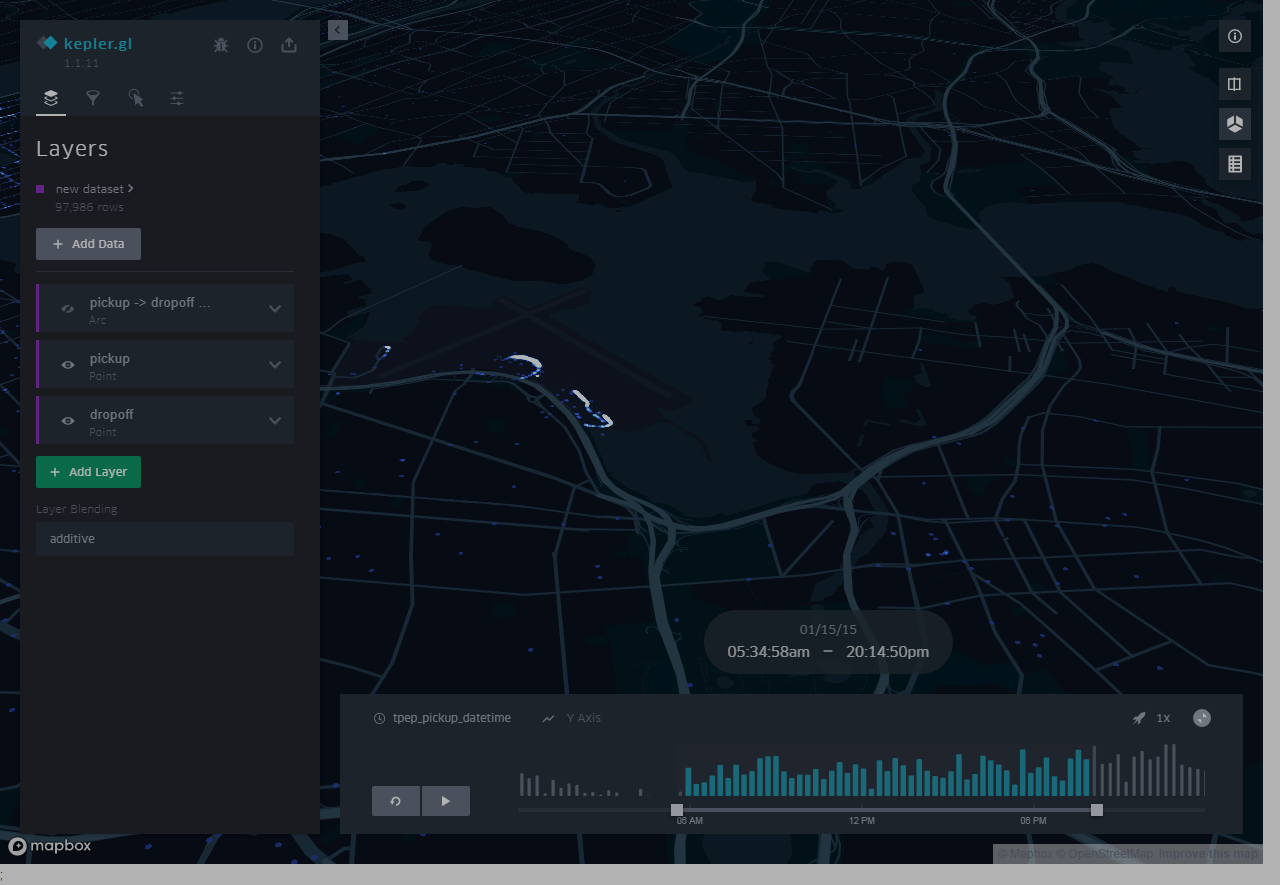 kepler.gl
1.1.11
Layers
new dataset
97,986 rows
+ Add Data
pickup -> dropoff ...
Arc
pickup
Point
dropoff
Point
+ Add Layer
Layer Blending
additive
01/15/15
05:34:58am – 20:14:50pm
tpep_pickup_datetime
Y Axis
1x
06 AM
12 PM
06 PM
mapbox
© Mapbox © OpenStreetMap Improve this map
;